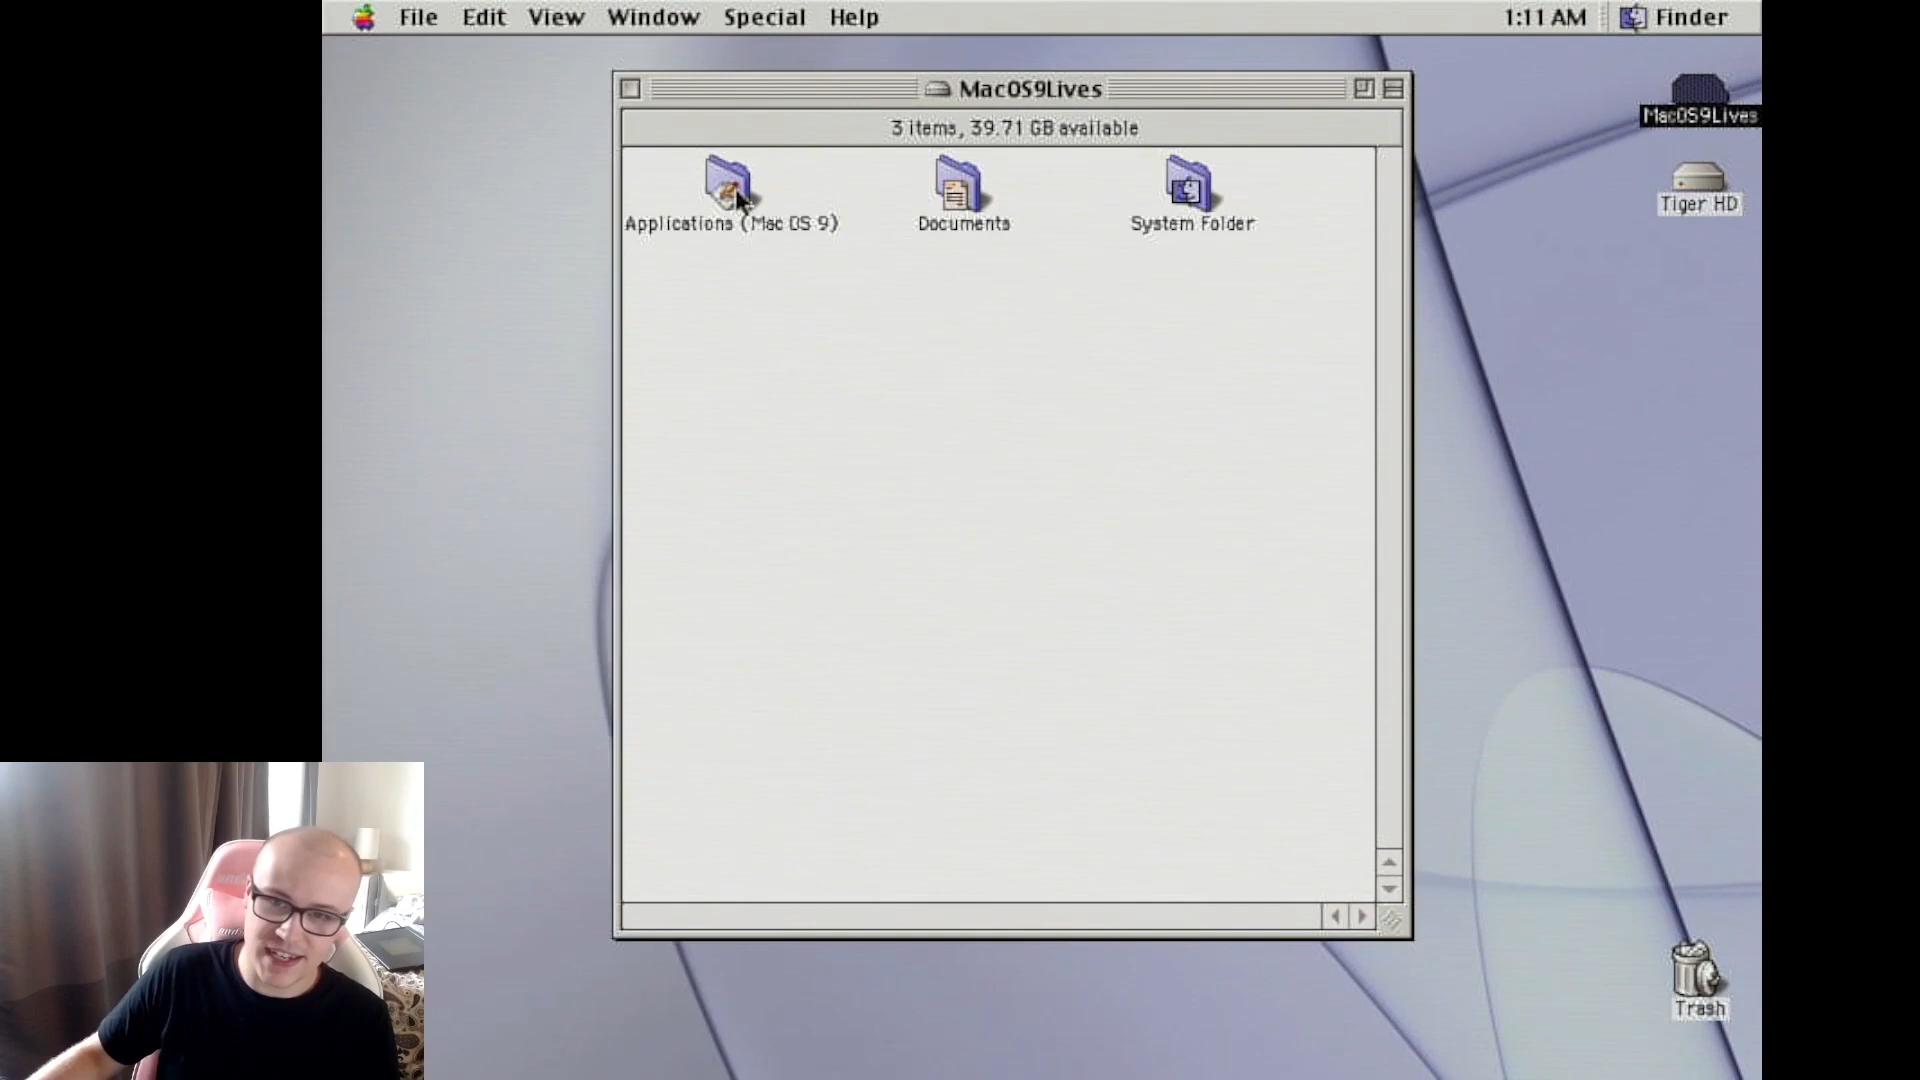 File Edit View Window Special Help 1:11 AM Finder
MacOS9Lives
3 items, 39.71 GB available
Applications (Mac OS 9) Documents System Folder
MacOS9Lives
Tiger HD
Trash